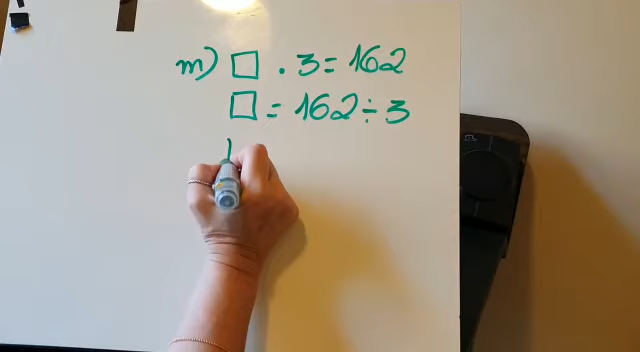 m) □ · 3 = 162
□ = 162 ÷ 3